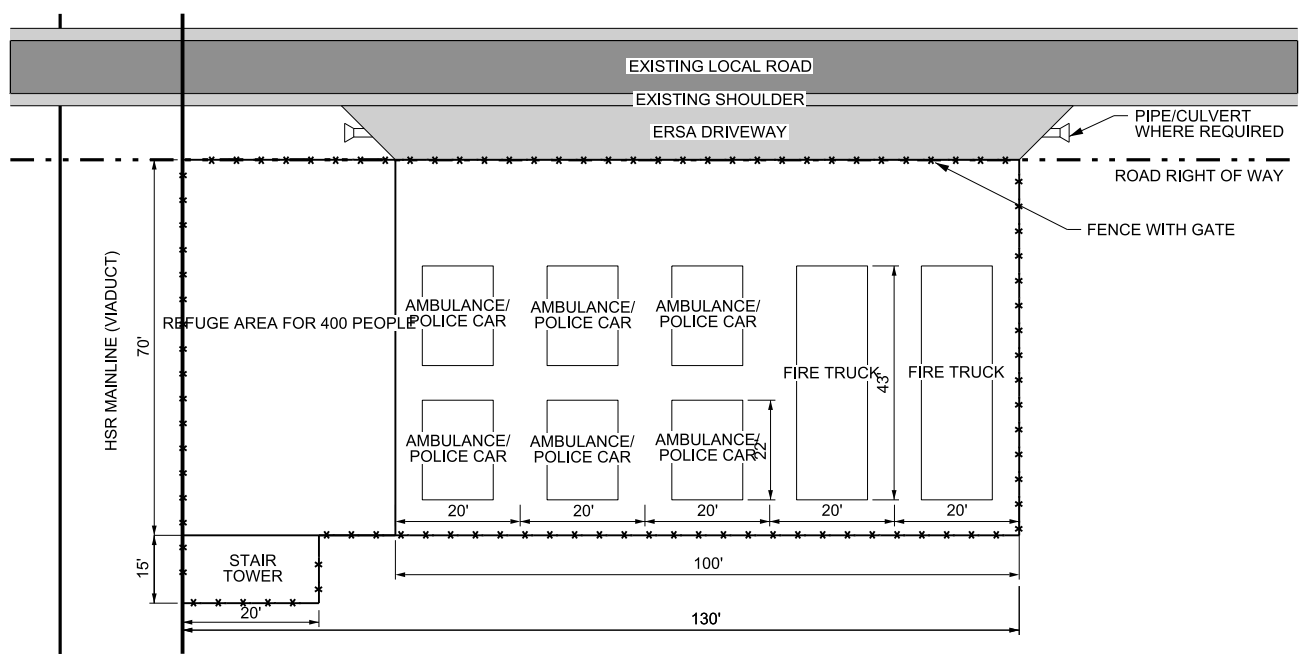 EXISTING LOCAL ROAD
EXISTING SHOULDER
ERSA DRIVEWAY
PIPE/CULVERT
WHERE REQUIRED
ROAD RIGHT OF WAY
FENCE WITH GATE
HSR MAINLINE (VIADUCT)
70'
REFUGE AREA FOR 400 PEOPLE
AMBULANCE/
POLICE CAR
AMBULANCE/
POLICE CAR
AMBULANCE/
POLICE CAR
FIRE TRUCK
43'
FIRE TRUCK
AMBULANCE/
POLICE CAR
AMBULANCE/
POLICE CAR
AMBULANCE/
POLICE CAR
22'
20'
20'
20'
20'
20'
15'
STAIR
TOWER
100'
20'
130'